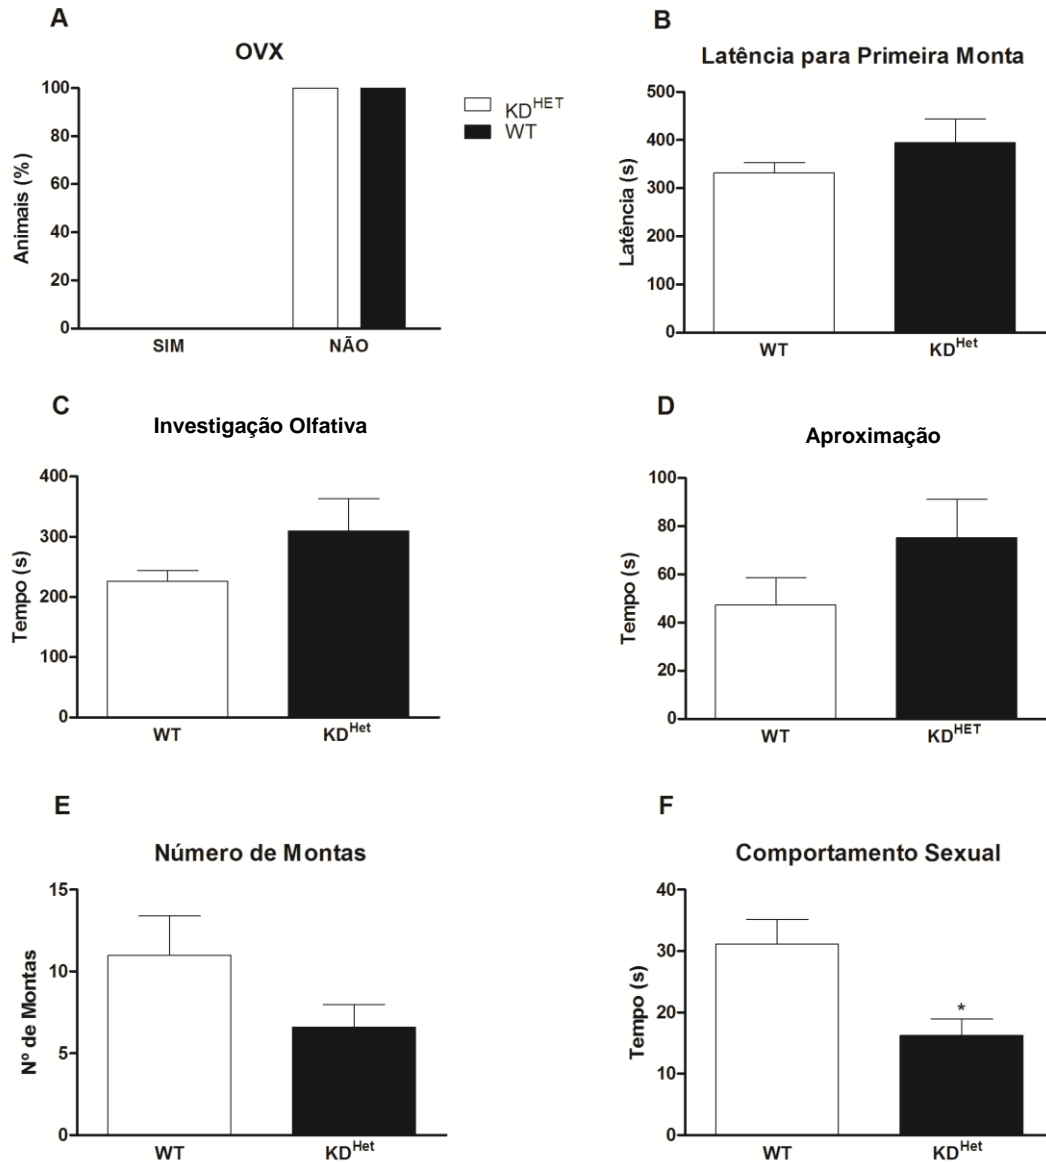 A
OVX
Animais (%)
100
80
60
40
20
0
SIM
NÃO
KD^HET
WT
B
Latência para Primeira Monta
Latência (s)
500
400
300
200
100
0
WT
KD^Het
C
Investigação Olfativa
Tempo (s)
400
300
200
100
0
WT
KD^Het
D
Aproximação
Tempo (s)
100
80
60
40
20
0
WT
KD^HET
E
Número de Montas
Nº de Montas
15
10
5
0
WT
KD^Het
F
Comportamento Sexual
Tempo (s)
40
30
20
10
0
*
WT
KD^Het